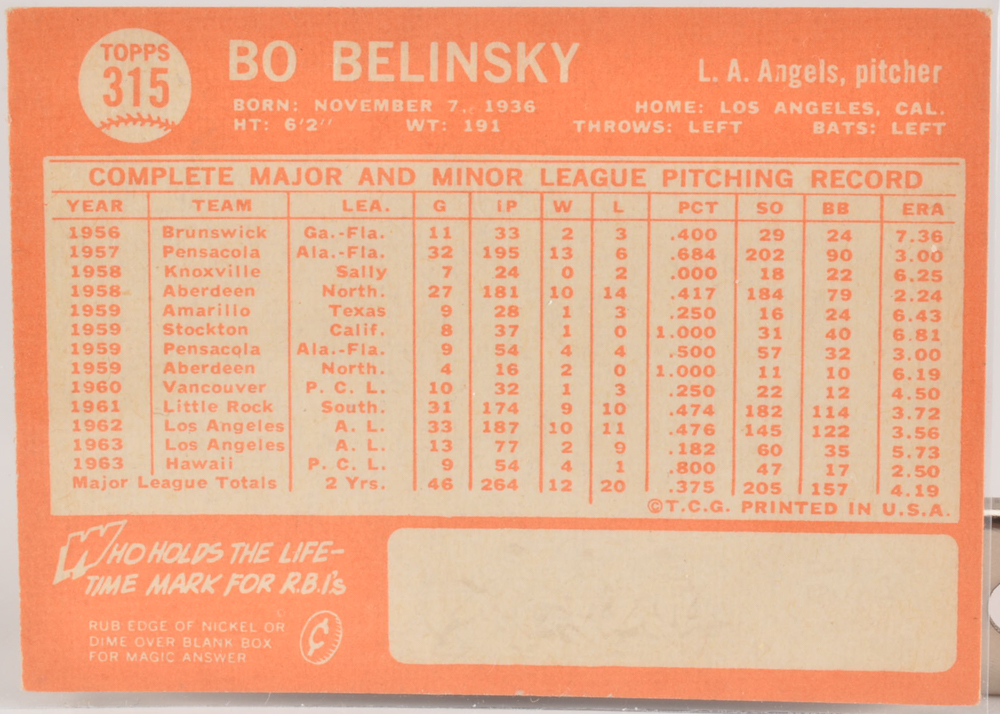 TOPPS
315
BO BELINSKY
L. A. Angels, pitcher
BORN: NOVEMBER 7, 1936 HOME: LOS ANGELES, CAL.
HT: 6'2" WT: 191 THROWS: LEFT BATS: LEFT
COMPLETE MAJOR AND MINOR LEAGUE PITCHING RECORD
YEAR TEAM LEA. G IP W L PCT SO BB ERA
1956 Brunswick Ga.-Fla. 11 33 2 3 .400 29 24 7.36
1957 Pensacola Ala.-Fla. 32 195 13 6 .684 202 90 3.00
1958 Knoxville Sally 7 24 0 2 .000 18 22 6.25
1958 Aberdeen North. 27 181 10 14 .417 184 79 2.24
1959 Amarillo Texas 9 28 1 3 .250 16 24 6.43
1959 Stockton Calif. 8 37 1 0 1.000 31 40 6.81
1959 Pensacola Ala.-Fla. 9 54 4 4 .500 57 32 3.00
1959 Aberdeen North. 4 16 2 0 1.000 11 10 6.19
1960 Vancouver P. C. L. 10 32 1 3 .250 22 12 4.50
1961 Little Rock South. 31 174 9 10 .474 182 114 3.72
1962 Los Angeles A. L. 33 187 10 11 .476 145 122 3.56
1963 Los Angeles A. L. 13 77 2 9 .182 60 35 5.73
1963 Hawaii P. C. L. 9 54 4 1 .800 47 17 2.50
Major League Totals 2 Yrs. 46 264 12 20 .375 205 157 4.19
©T.C.G. PRINTED IN U.S.A.
WHO HOLDS THE LIFE-
TIME MARK FOR R.B.I's
RUB EDGE OF NICKEL OR
DIME OVER BLANK BOX
FOR MAGIC ANSWER
¢